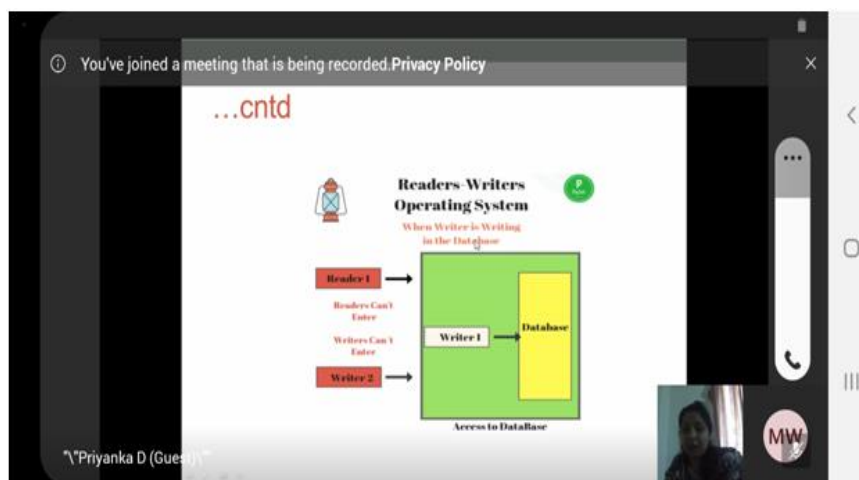 You've joined a meeting that is being recorded.Privacy Policy
...cntd
Readers-Writers
Operating System
P
When Writer is Writing
in the Database
Reader 1
Readers Can't
Enter
Writers Can't
Enter
Writer 1
Database
Writer 2
Access to DataBase
"\"Priyanka D (Guest)\""
MW